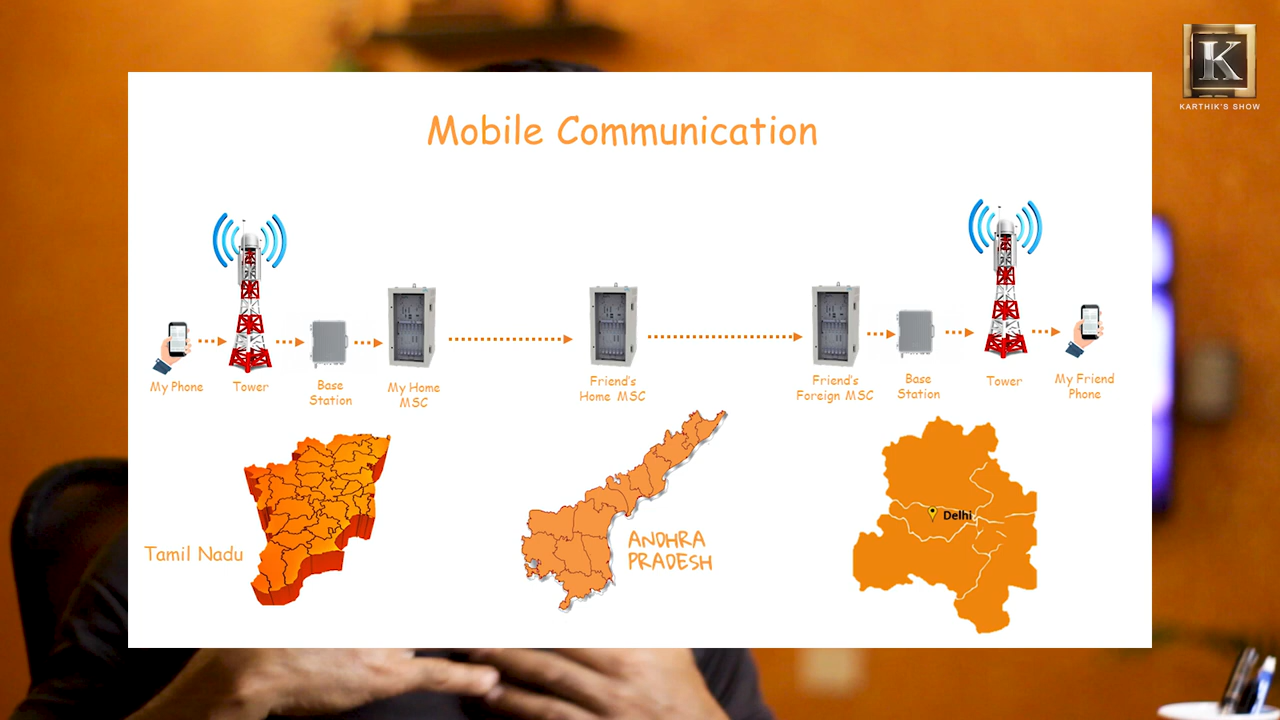 K
KARTHIK'S SHOW
Mobile Communication
My Phone
Tower
Base
Station
My Home
MSC
Friend's
Home MSC
Friend's
Foreign MSC
Base
Station
Tower
My Friend
Phone
Tamil Nadu
ANDHRA
PRADESH
Delhi